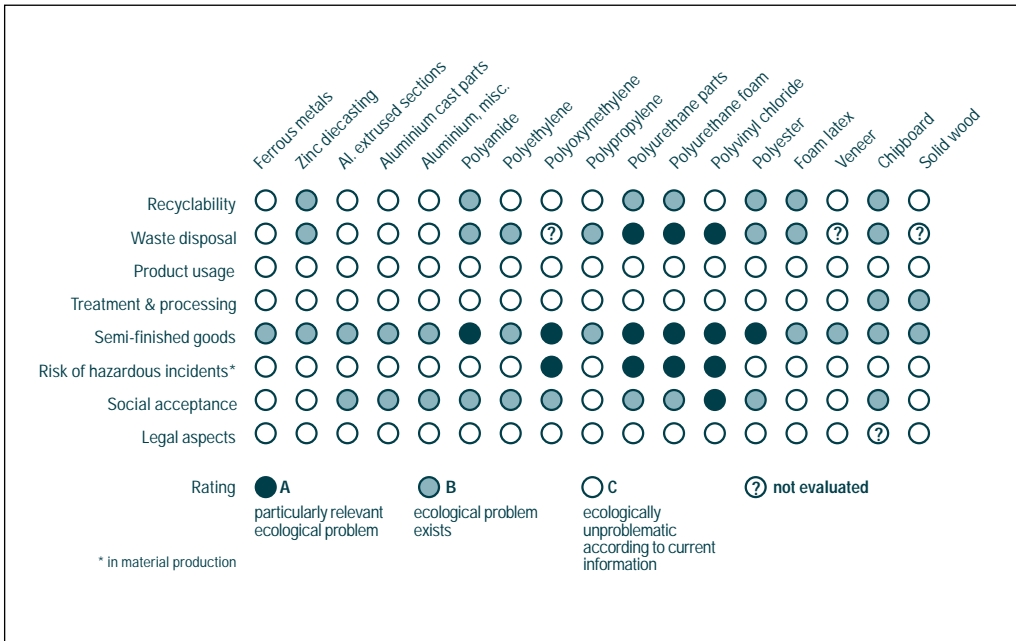 Ferrous metals
Zinc diecasting
Al. extrused sections
Aluminium cast parts
Aluminium, misc.
Polyamide
Polyethylene
Polyoxymethylene
Polypropylene
Polyurethane parts
Polyurethane foam
Polyvinyl chloride
Polyester
Foam latex
Veneer
Chipboard
Solid wood
Recyclability
Waste disposal ? ? ?
Product usage
Treatment & processing
Semi-finished goods
Risk of hazardous incidents*
Social acceptance
Legal aspects ?
Rating A B C ? not evaluated
particularly relevant
ecological problem
ecological problem
exists
ecologically
unproblematic
according to current
information
* in material production